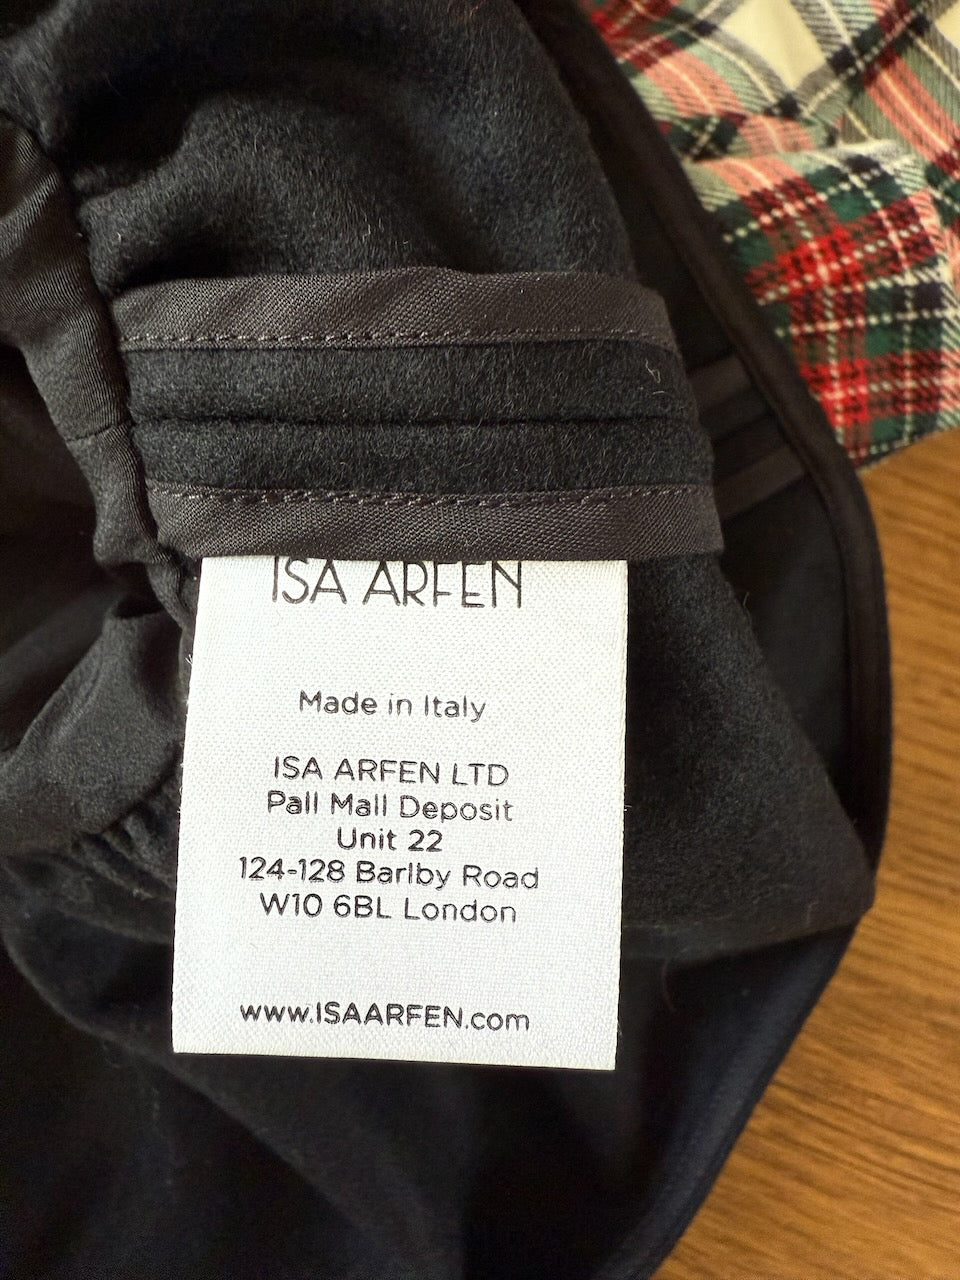 ISA ARFEN
Made in Italy
ISA ARFEN LTD
Pall Mall Deposit
Unit 22
124-128 Barlby Road
W10 6BL London
www.ISAARFEN.com